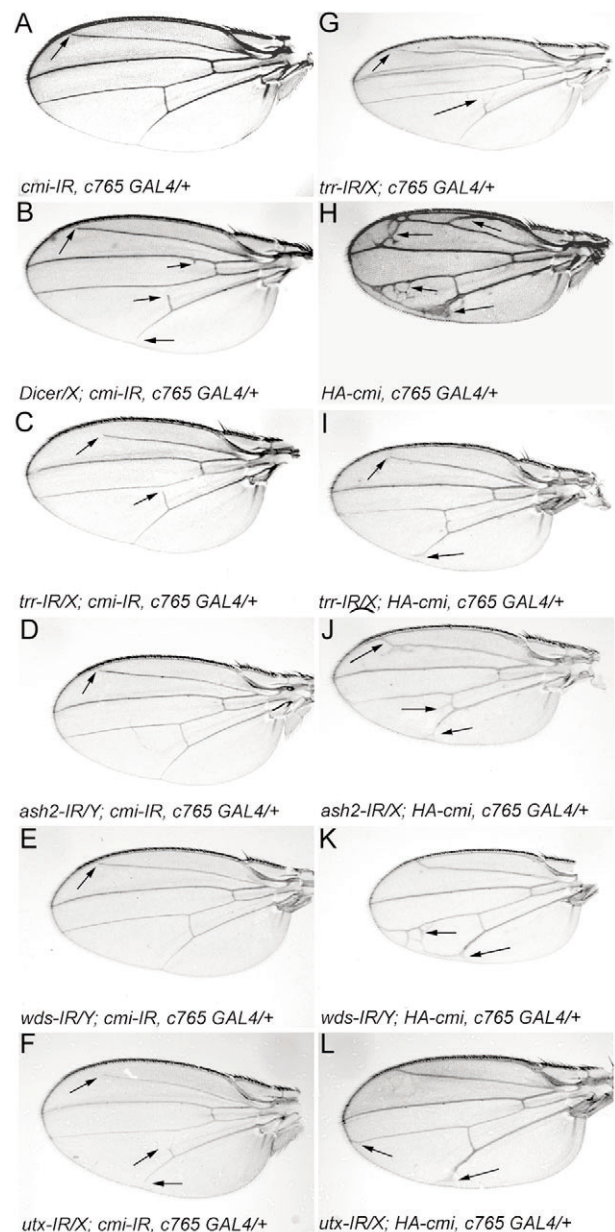 A
cmi-IR, c765 GAL4/+
B
Dicer/X; cmi-IR, c765 GAL4/+
C
trr-IR/X; cmi-IR, c765 GAL4/+
D
ash2-IR/Y; cmi-IR, c765 GAL4/+
E
wds-IR/Y; cmi-IR, c765 GAL4/+
F
utx-IR/X; cmi-IR, c765 GAL4/+
G
trr-IR/X; c765 GAL4/+
H
HA-cmi, c765 GAL4/+
I
trr-IR/X; HA-cmi, c765 GAL4/+
J
ash2-IR/X; HA-cmi, c765 GAL4/+
K
wds-IR/Y; HA-cmi, c765 GAL4/+
L
utx-IR/X; HA-cmi, c765 GAL4/+